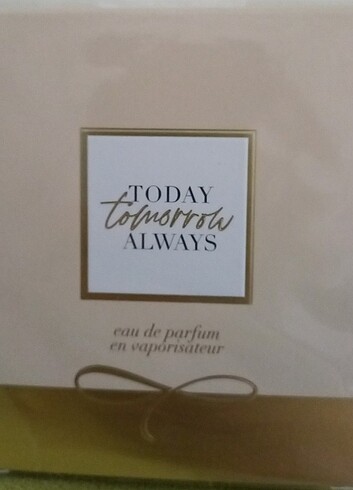 TODAY
tomorrow
ALWAYS
eau de parfum
en vaporisateur